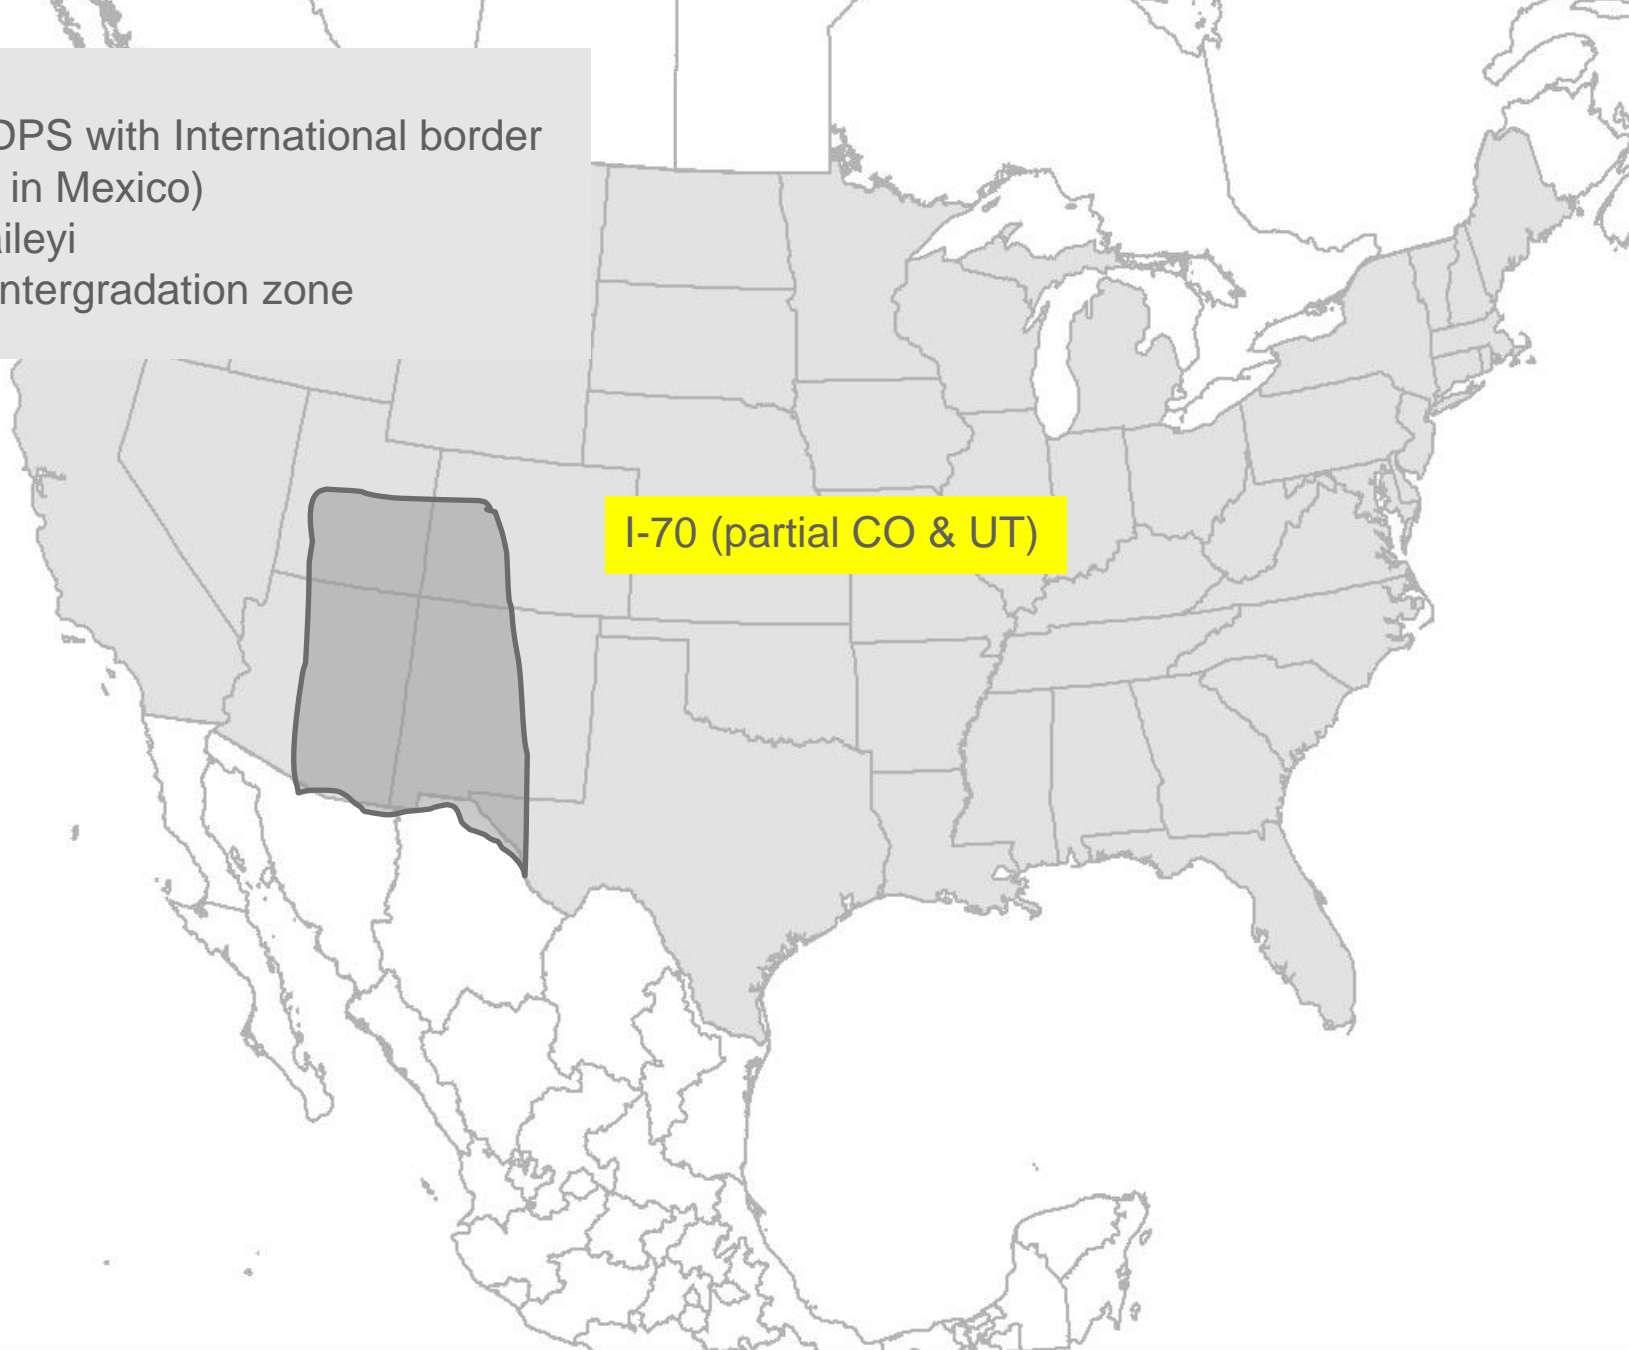 DPS with International border
in Mexico)
ileyi
ntergradation zone
I-70 (partial CO & UT)